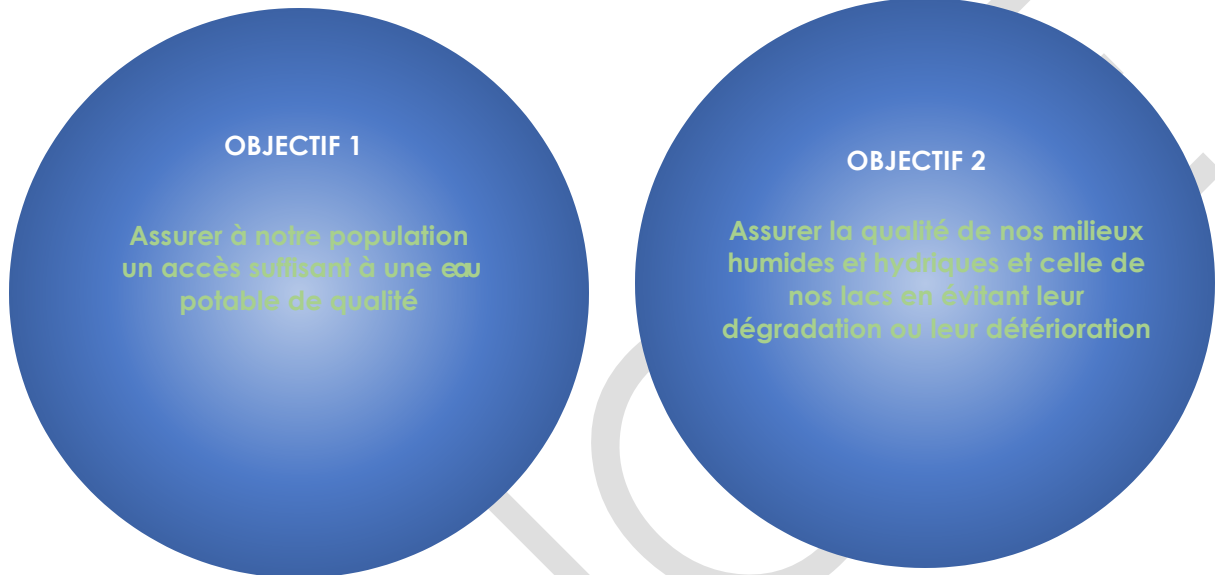 OBJECTIF 1
Assurer à notre population
un accès suffisant à une eau
potable de qualité
OBJECTIF 2
Assurer la qualité de nos milieux
humides et hydriques et celle de
nos lacs en évitant leur
dégradation ou leur détérioration